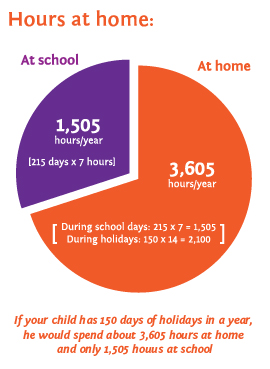 Hours at home:
At school
At home
1,505
hours/year
[215 days x 7 hours]
3,605
hours/year
[ During school days: 215 x 7 = 1,505
During holidays: 150 x 14 = 2,100 ]
If your child has 150 days of holidays in a year,
he would spend about 3,605 hours at home
and only 1,505 houus at school